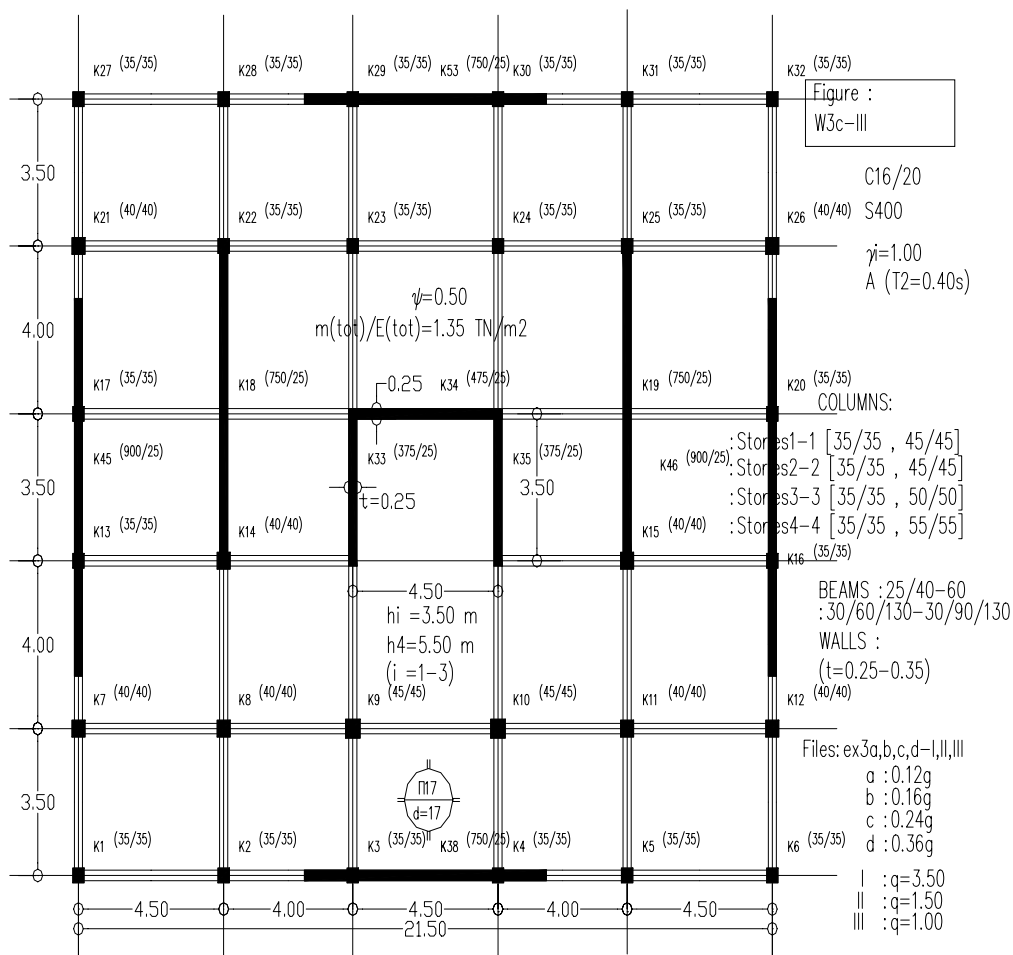 K27 (35/35) K28 (35/35) K29 (35/35) K53 (750/25) K30 (35/35) K31 (35/35) K32 (35/35)
Figure :
W3c-III
3.50
C16/20
K21 (40/40) K22 (35/35) K23 (35/35) K24 (35/35) K25 (35/35) K26 (40/40) S400
γi=1.00
A (T2=0.40s)
ψ=0.50
4.00 m(tot)/E(tot)=1.35 TN/m2
K17 (35/35) K18 (750/25) 0.25 K34 (475/25) K19 (750/25) K20 (35/35)
COLUMNS:
K45 (900/25) K33 (375/25) K35 (375/25) K46 (900/25)
:Stores1-1 [35/35 , 45/45]
:Stores2-2 [35/35 , 45/45]
:Stores3-3 [35/35 , 50/50]
:Stores4-4 [35/35 , 55/55]
3.50 t=0.25 3.50
K13 (35/35) K14 (40/40) K15 (40/40) K16 (35/35)
4.50
BEAMS :25/40-60
:30/60/130-30/90/130
WALLS :
(t=0.25-0.35)
hi =3.50 m
h4=5.50 m
(i =1-3)
4.00
K7 (40/40) K8 (40/40) K9 (45/45) K10 (45/45) K11 (40/40) K12 (40/40)
Files: ex3a,b,c,d-I,II,III
a :0.12g
b :0.16g
c :0.24g
d :0.36g
3.50 Π17
d=17
K1 (35/35) K2 (35/35) K3 (35/35) K38 (750/25) K4 (35/35) K5 (35/35) K6 (35/35)
I :q=3.50
II :q=1.50
III :q=1.00
4.50 4.00 4.50 4.00 4.50
21.50